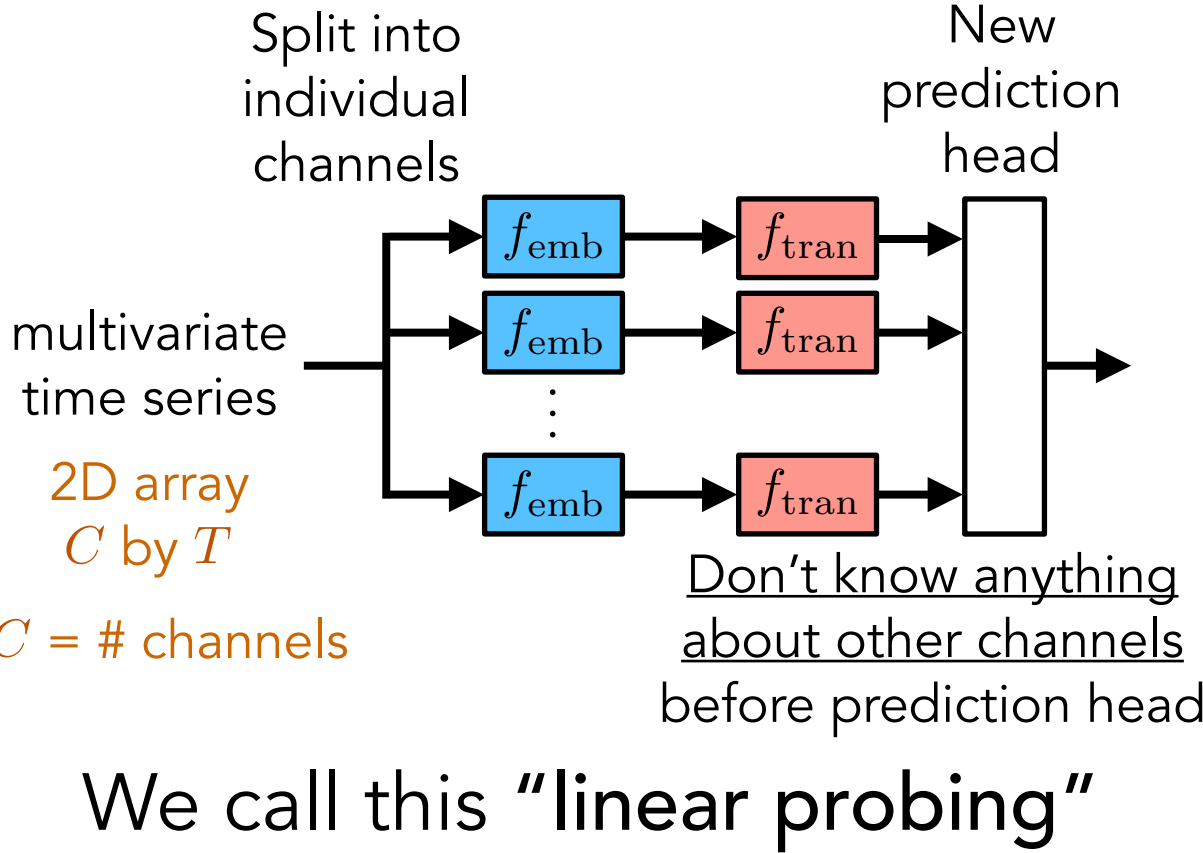 Split into
individual
channels
New
prediction
head
f_emb
f_tran
f_emb
f_tran
⋮
f_emb
f_tran
multivariate
time series
2D array
C by T
C = # channels
Don't know anything
about other channels
before prediction head
We call this "linear probing"